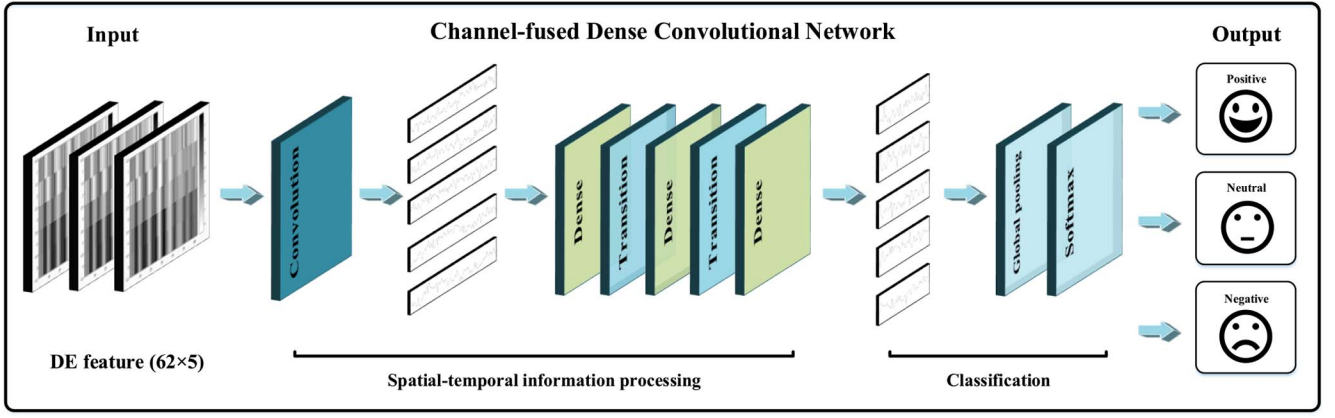 Input
Channel-fused Dense Convolutional Network
Output
Convolution
Dense
Transition
Dense
Transition
Dense
Global pooling
Softmax
Positive
Neutral
Negative
DE feature (62×5)
Spatial-temporal information processing
Classification